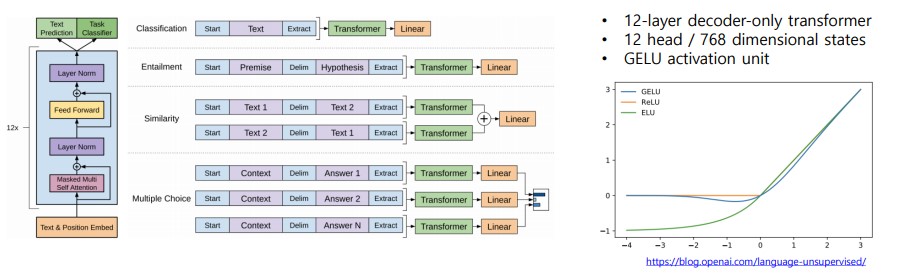 Text Prediction
Task Classifier
Layer Norm
+
Feed Forward
12x
Layer Norm
+
Masked Multi Self Attention
Text & Position Embed
Classification
Start Text Extract Transformer Linear
Entailment
Start Premise Delim Hypothesis Extract Transformer Linear
Similarity
Start Text 1 Delim Text 2 Extract Transformer
+ Linear
Start Text 2 Delim Text 1 Extract Transformer
Multiple Choice
Start Context Delim Answer 1 Extract Transformer Linear
Start Context Delim Answer 2 Extract Transformer Linear
Start Context Delim Answer N Extract Transformer Linear
• 12-layer decoder-only transformer
• 12 head / 768 dimensional states
• GELU activation unit
GELU
ReLU
ELU
3
2
1
0
−1
−4 −3 −2 −1 0 1 2 3
https://blog.openai.com/language-unsupervised/